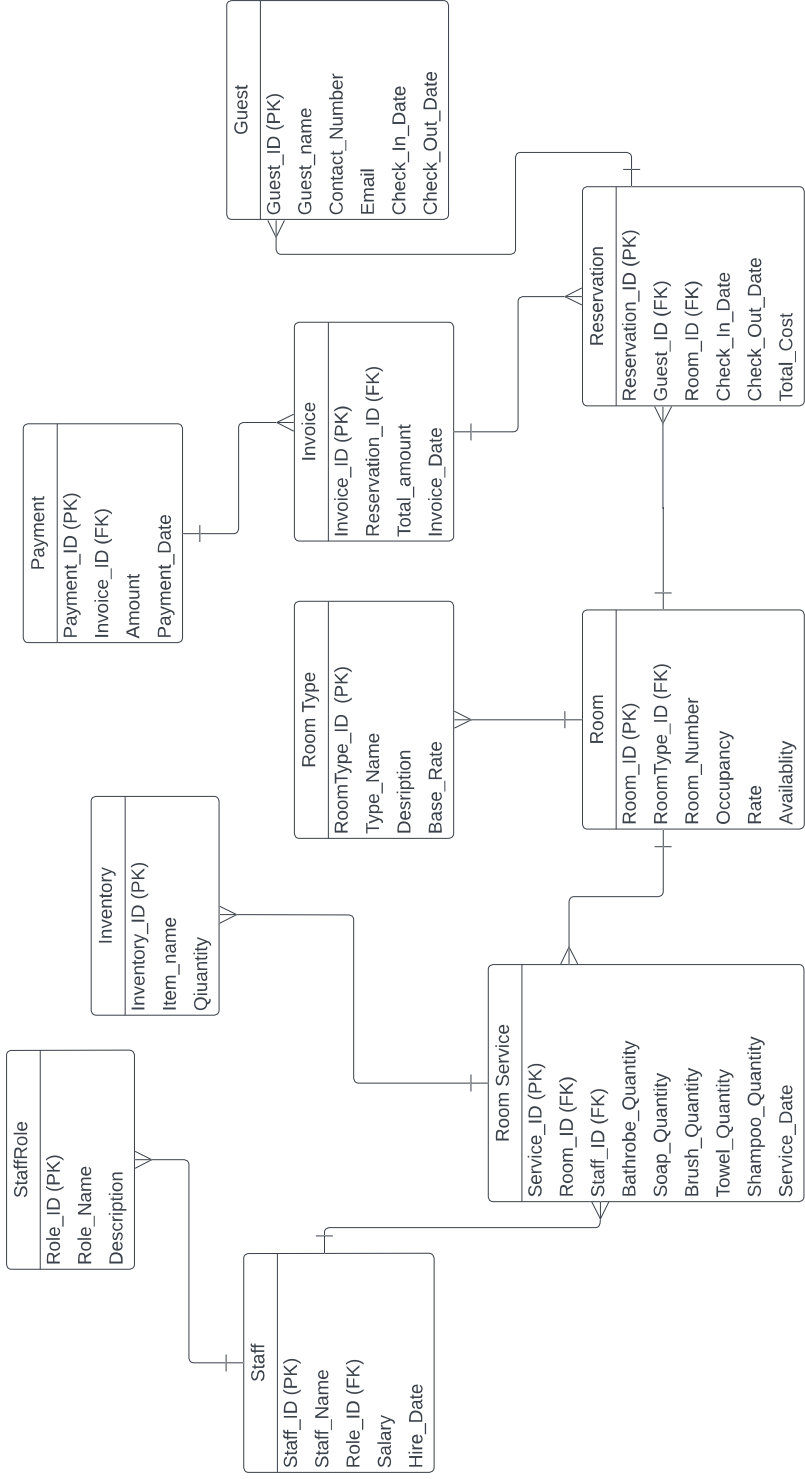 StaffRole
Role_ID (PK)
Role_Name
Description
Staff
Staff_ID (PK)
Staff_Name
Role_ID (FK)
Salary
Hire_Date
Inventory
Inventory_ID (PK)
Item_name
Qiuantity
Room Service
Service_ID (PK)
Room_ID (FK)
Staff_ID (FK)
Bathrobe_Quantity
Soap_Quantity
Brush_Quantity
Towel_Quantity
Shampoo_Quantity
Service_Date
Payment
Payment_ID (PK)
Invoice_ID (FK)
Amount
Payment_Date
Room Type
RoomType_ID (PK)
Type_Name
Desription
Base_Rate
Room
Room_ID (PK)
RoomType_ID (FK)
Room_Number
Occupancy
Rate
Availablity
Invoice
Invoice_ID (PK)
Reservation_ID (FK)
Total_amount
Invoice_Date
Guest
Guest_ID (PK)
Guest_name
Contact_Number
Email
Check_In_Date
Check_Out_Date
Reservation
Reservation_ID (PK)
Guest_ID (FK)
Room_ID (FK)
Check_In_Date
Check_Out_Date
Total_Cost